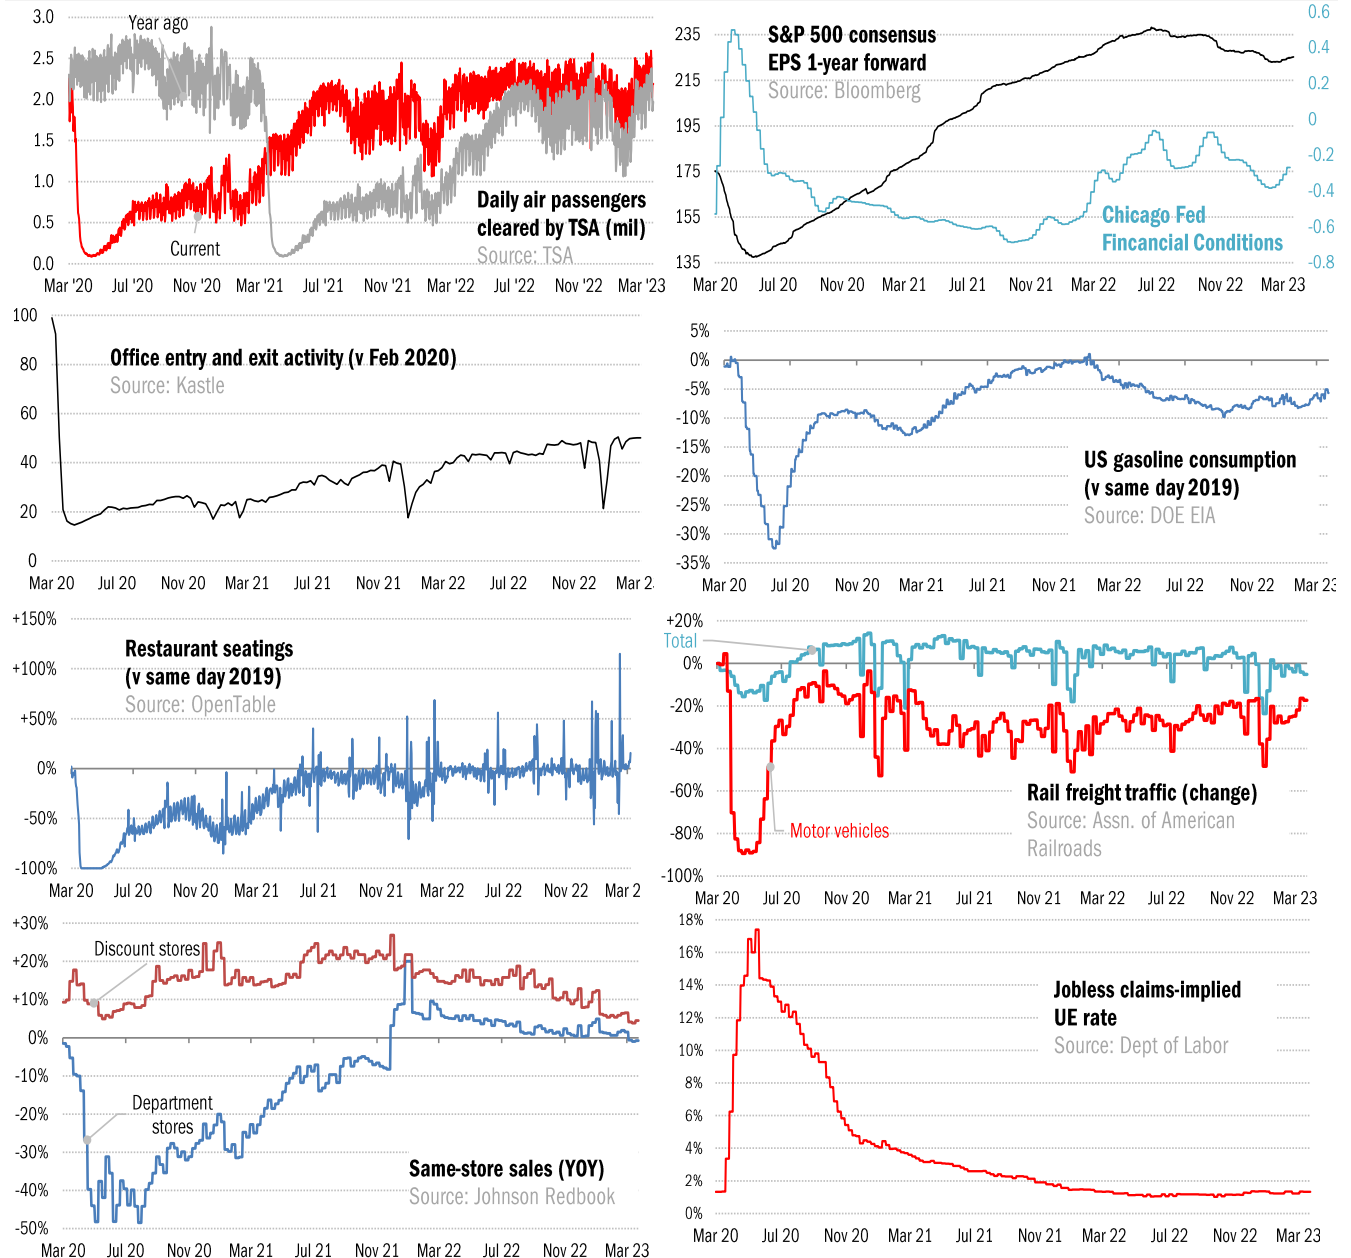 3.0
2.5
2.0
1.5
1.0
0.5
0.0
Year ago
Current
Daily air passengers
cleared by TSA (mil)
Source: TSA
Mar '20 Jul '20 Nov '20 Mar '21 Jul '21 Nov '21 Mar '22 Jul '22 Nov '22 Mar '23
235
215
195
175
155
135
S&P 500 consensus
EPS 1-year forward
Source: Bloomberg
0.6
0.4
0.2
0
-0.2
-0.4
-0.6
-0.8
Chicago Fed
Fincancial Conditions
Mar 20 Jul 20 Nov 20 Mar 21 Jul 21 Nov 21 Mar 22 Jul 22 Nov 22 Mar 23
100
80
60
40
20
0
Office entry and exit activity (v Feb 2020)
Source: Kastle
Mar 20 Jul 20 Nov 20 Mar 21 Jul 21 Nov 21 Mar 22 Jul 22 Nov 22 Mar
5%
0%
-5%
-10%
-15%
-20%
-25%
-30%
-35%
US gasoline consumption
(v same day 2019)
Source: DOE EIA
Mar 20 Jul 20 Nov 20 Mar 21 Jul 21 Nov 21 Mar 22 Jul 22 Nov 22 Mar 23
+150%
+100%
+50%
0%
-50%
-100%
Restaurant seatings
(v same day 2019)
Source: OpenTable
Mar 20 Jul 20 Nov 20 Mar 21 Jul 21 Nov 21 Mar 22 Jul 22 Nov 22 Mar 2
+20%
0%
-20%
-40%
-60%
-80%
-100%
Total
Motor vehicles
Rail freight traffic (change)
Source: Assn. of American
Railroads
Mar 20 Jul 20 Nov 20 Mar 21 Jul 21 Nov 21 Mar 22 Jul 22 Nov 22 Mar 23
+30%
+20%
+10%
0%
-10%
-20%
-30%
-40%
-50%
Discount stores
Department
stores
Same-store sales (YOY)
Source: Johnson Redbook
Mar 20 Jul 20 Nov 20 Mar 21 Jul 21 Nov 21 Mar 22 Jul 22 Nov 22 Mar 23
18%
16%
14%
12%
10%
8%
6%
4%
2%
0%
Jobless claims-implied
UE rate
Source: Dept of Labor
Mar 20 Jul 20 Nov 20 Mar 21 Jul 21 Nov 21 Mar 22 Jul 22 Nov 22 Mar 23